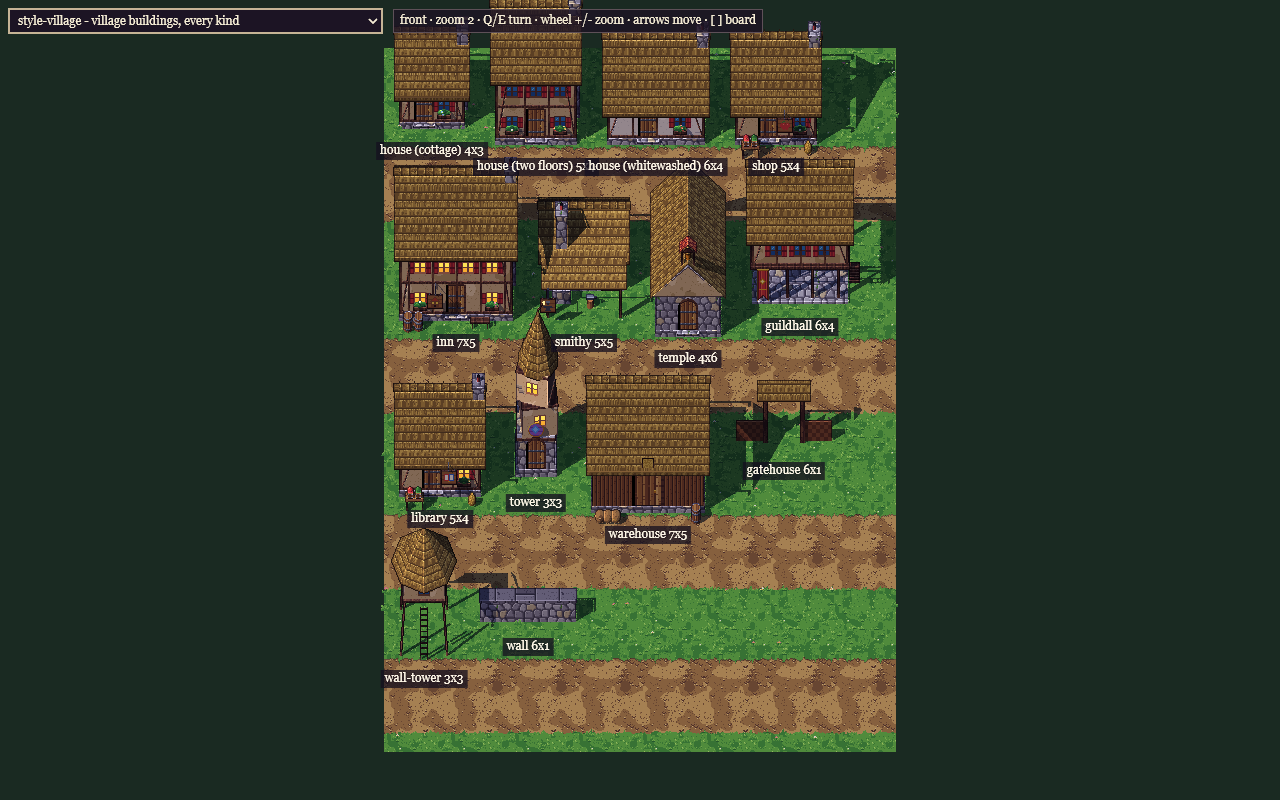 style-village - village buildings, every kind
front · zoom 2 · Q/E turn · wheel +/- zoom · arrows move · [ ] board
house (cottage) 4x3
house (two floors) 5
house (whitewashed) 6x4
shop 5x4
inn 7x5
smithy 5x5
temple 4x6
guildhall 6x4
library 5x4
tower 3x3
warehouse 7x5
gatehouse 6x1
wall-tower 3x3
wall 6x1